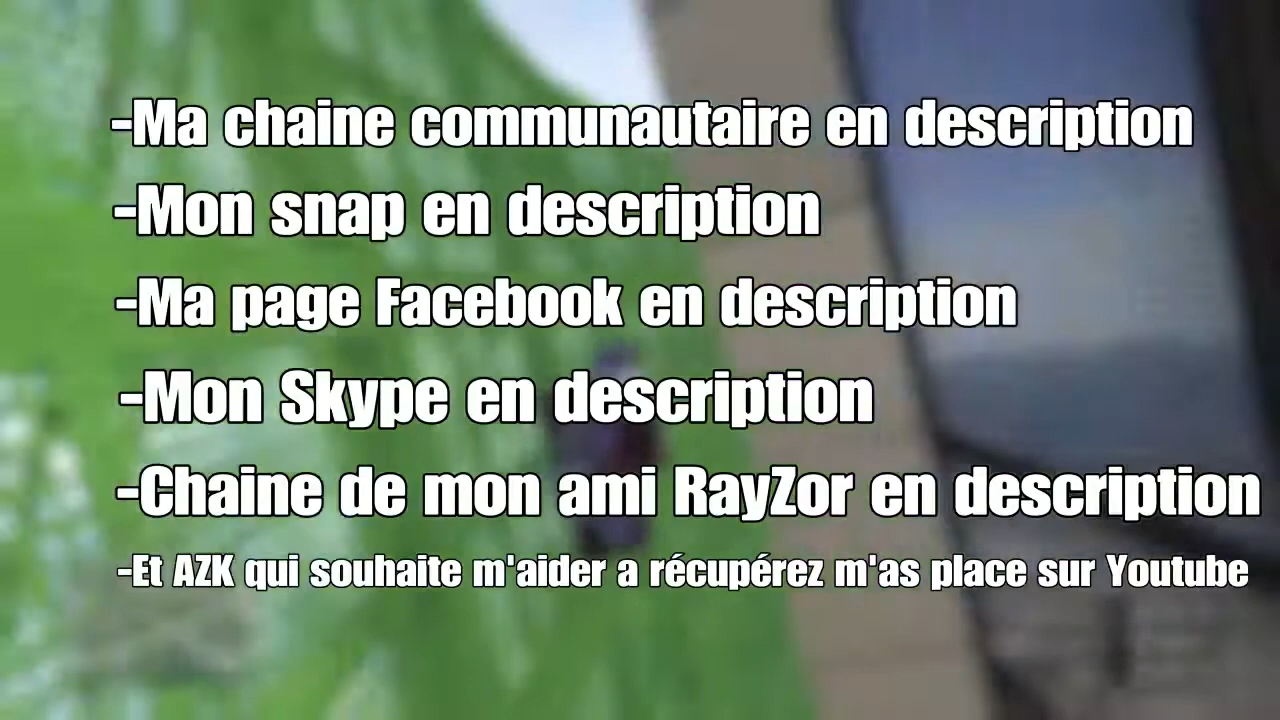 -Ma chaine communautaire en description
-Mon snap en description
-Ma page Facebook en description
-Mon Skype en description
-Chaine de mon ami RayZor en description
-Et AZK qui souhaite m'aider a récupérez m'as place sur Youtube